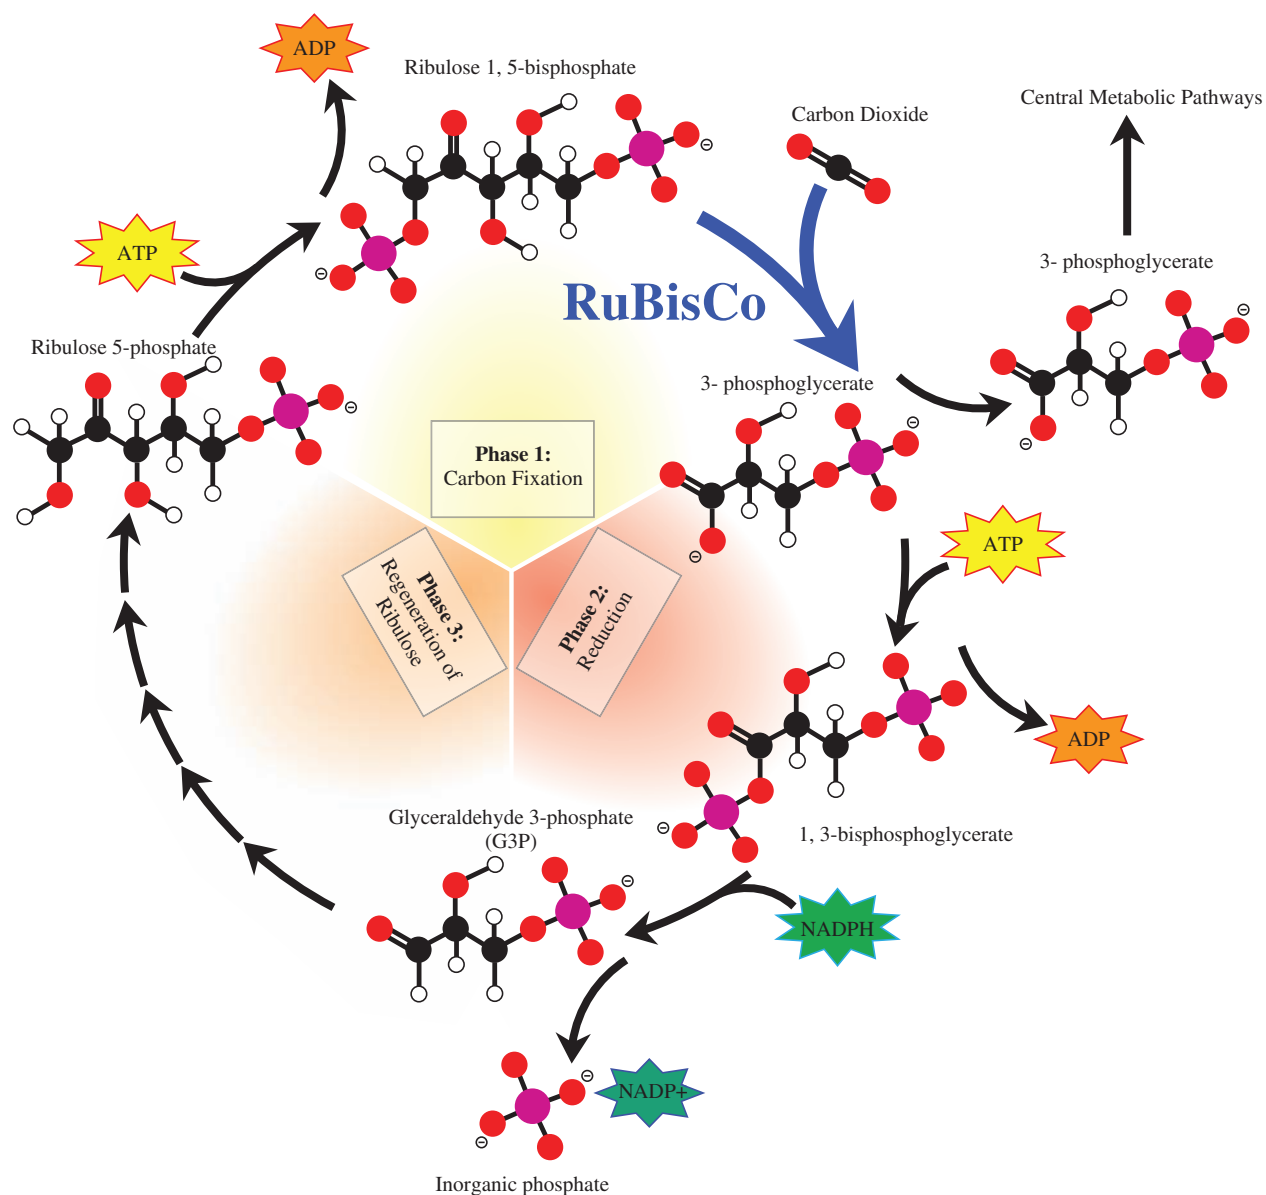 ADP
Ribulose 1, 5-bisphosphate
Carbon Dioxide
Central Metabolic Pathways
ATP
RuBisCo
3- phosphoglycerate
Ribulose 5-phosphate
3- phosphoglycerate
Phase 1:
Carbon Fixation
ATP
Phase 3:
Regeneration of
Ribulose
Phase 2:
Reduction
ADP
Glyceraldehyde 3-phosphate
(G3P)
1, 3-bisphosphoglycerate
NADPH
NADP+
Inorganic phosphate